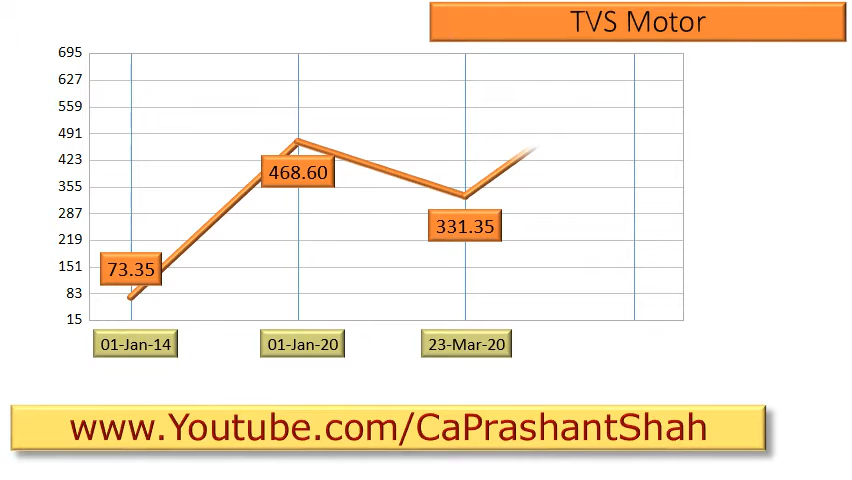 TVS Motor
695
627
559
491
423
355
287
219
151
83
15
73.35
468.60
331.35
01-Jan-14
01-Jan-20
23-Mar-20
www.Youtube.com/CaPrashantShah